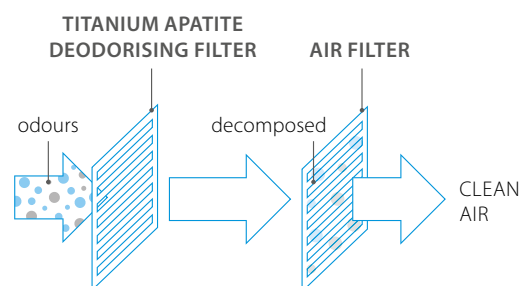 TITANIUM APATITE
DEODORISING FILTER
AIR FILTER
odours
decomposed
CLEAN
AIR